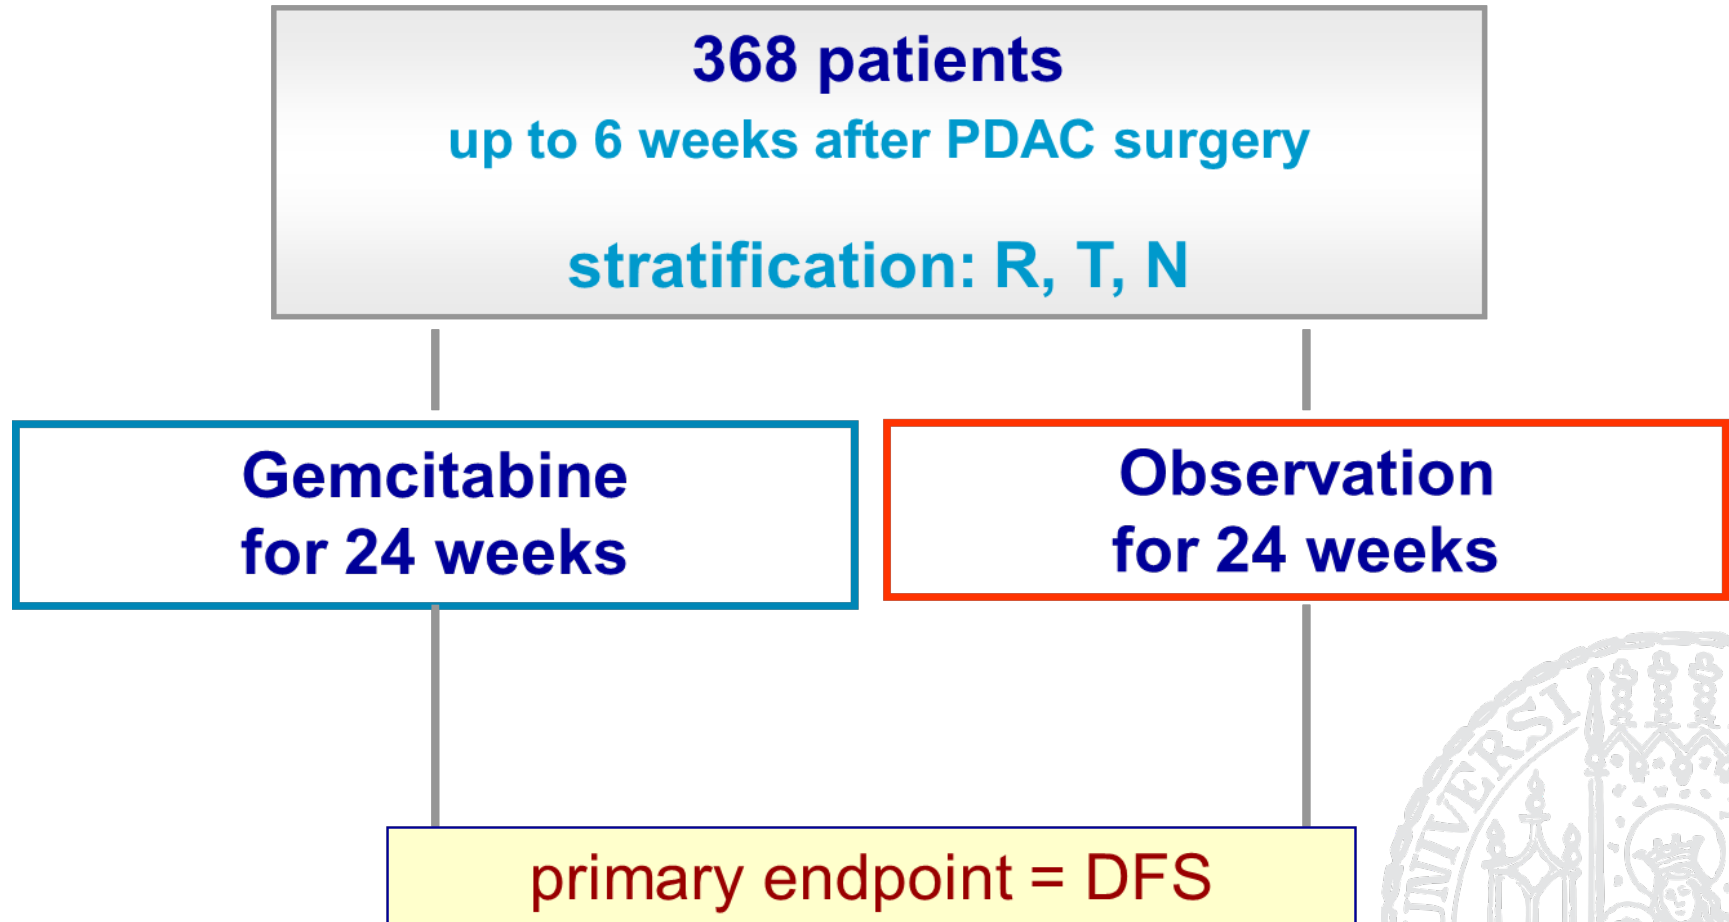 368 patients
up to 6 weeks after PDAC surgery
stratification: R, T, N
Gemcitabine
for 24 weeks
Observation
for 24 weeks
primary endpoint = DFS
UNIVERSI